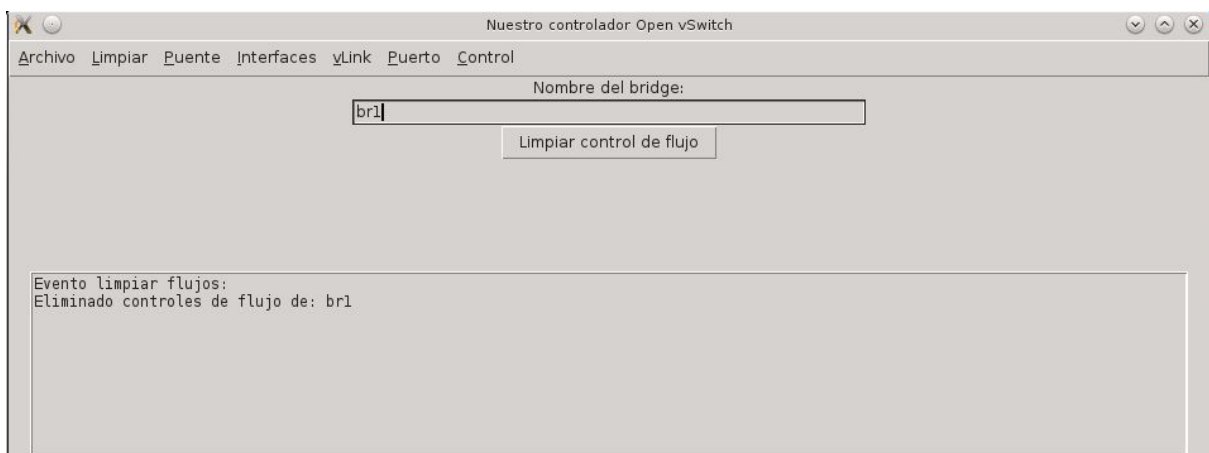 Nuestro controlador Open vSwitch
Archivo Limpiar Puente Interfaces vLink Puerto Control
Nombre del bridge:
br1
Limpiar control de flujo
Evento limpiar flujos:
Eliminado controles de flujo de: br1